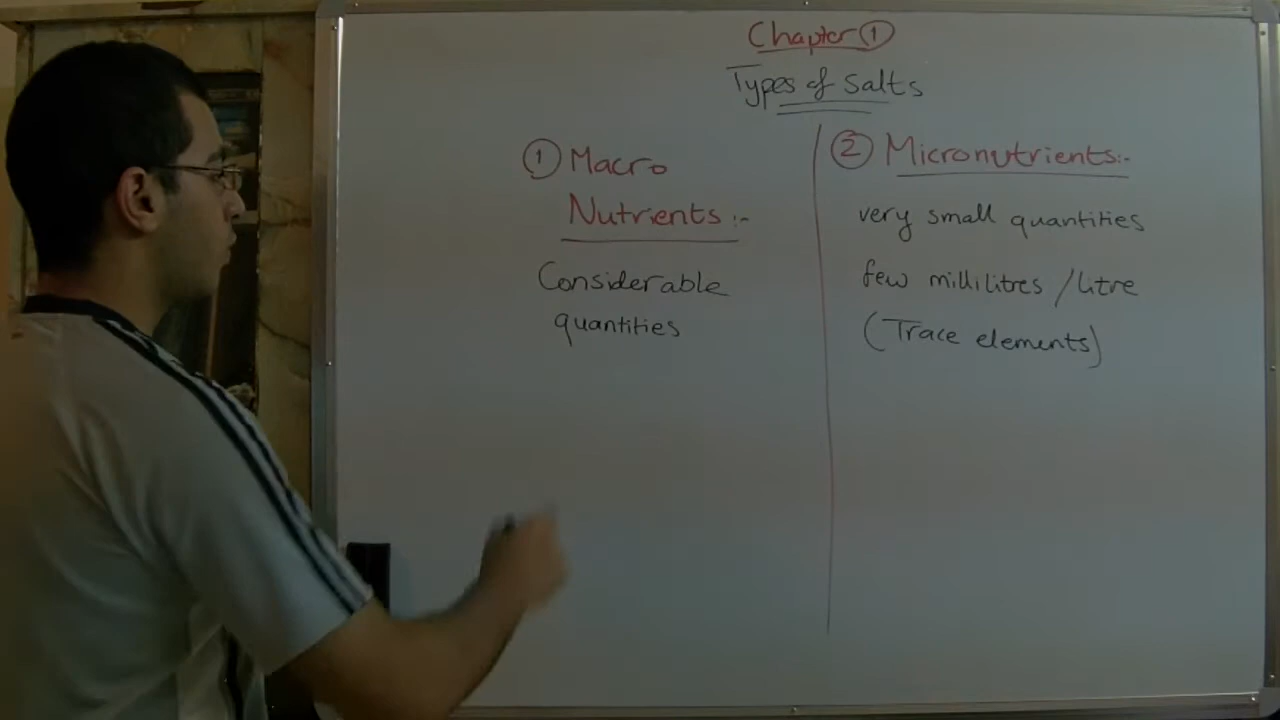 Chapter ①
Types of Salts
① Macro
Nutrients :-
Considerable
quantities
② Micronutrients:-
very small quantities
few millilitres / litre
(Trace elements)